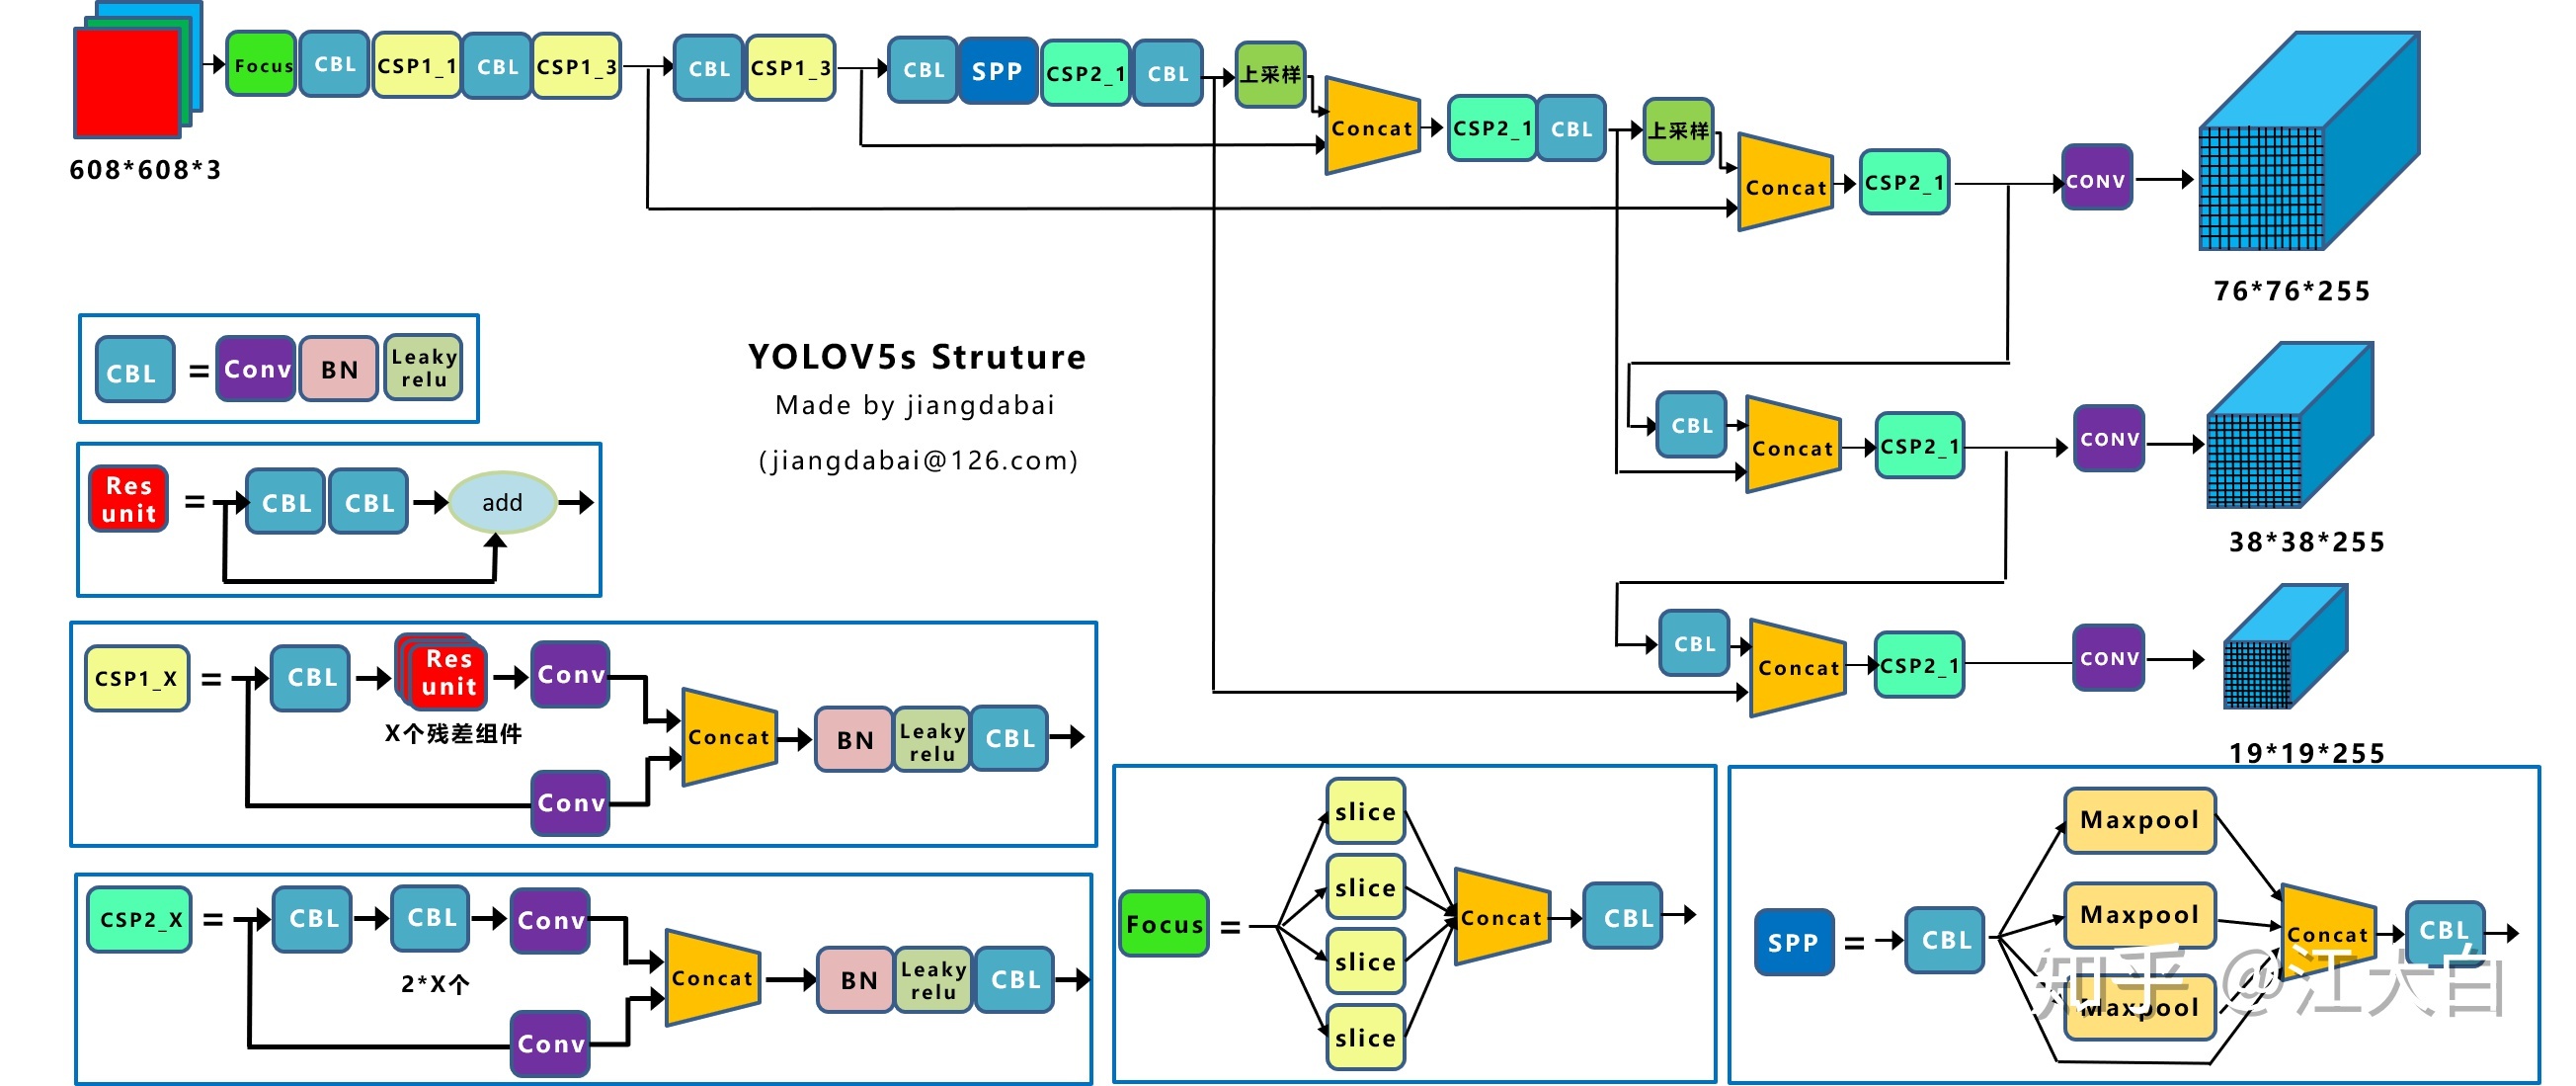 Focus CBL CSP1_1 CBL CSP1_3 CBL CSP1_3 CBL SPP CSP2_1 CBL 上采样
Concat CSP2_1 CBL 上采样
608*608*3
Concat CSP2_1 CONV
76*76*255
CBL = Conv BN Leaky relu
YOLOV5s Struture
Made by jiangdabai
(jiangdabai@126.com)
CBL Concat CSP2_1 CONV
38*38*255
Res unit = CBL CBL add
CBL Concat CSP2_1 CONV
19*19*255
CSP1_X = CBL Res unit Conv
X个残差组件
Concat BN Leaky relu CBL
Conv
CSP2_X = CBL CBL Conv
2*X个
Concat BN Leaky relu CBL
Conv
Focus = slice slice slice slice Concat CBL
SPP = CBL Maxpool Maxpool Maxpool Concat CBL
知乎 @江大白